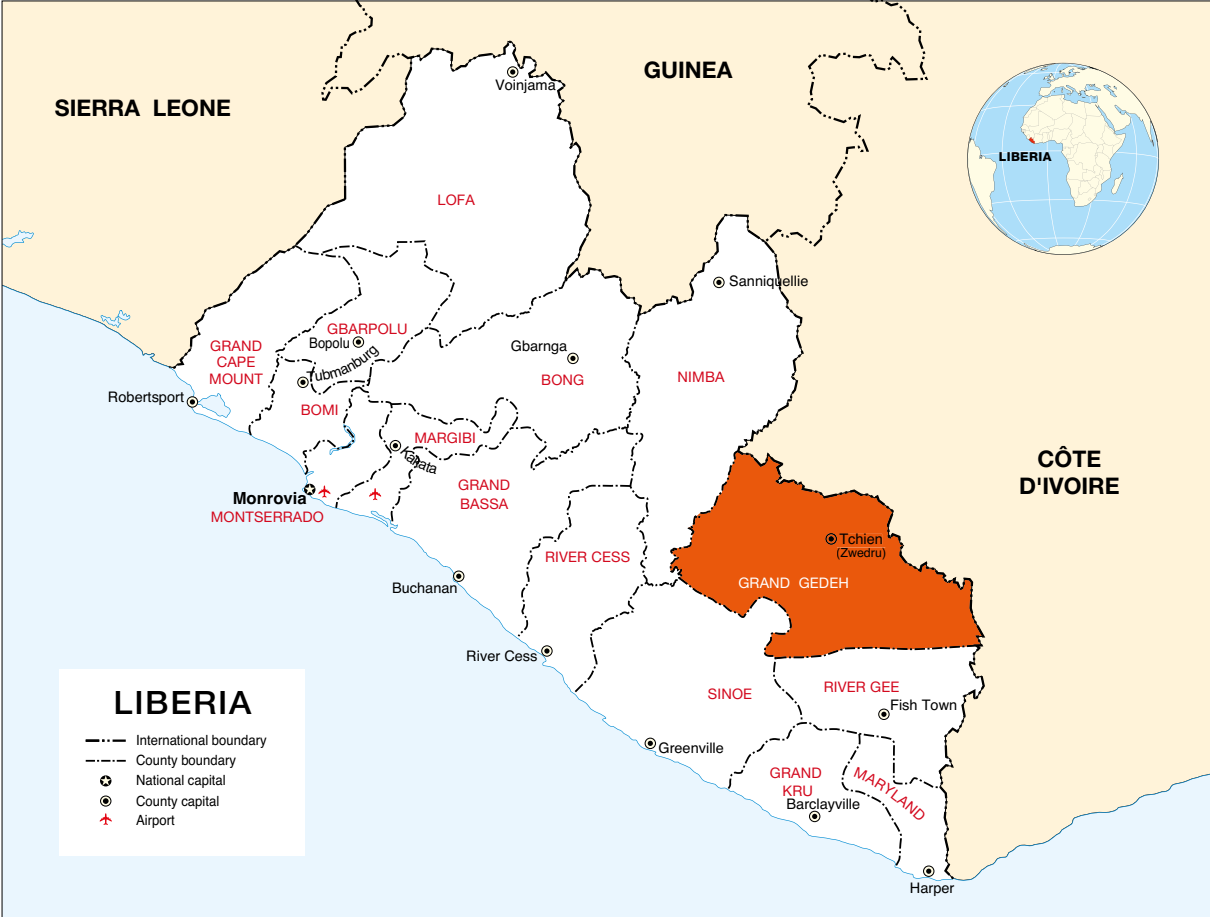 GUINEA
SIERRA LEONE
Voinjama
LIBERIA
LOFA
Sanniquellie
GBARPOLU
Bopolu
GRAND
CAPE
MOUNT
Gbarnga
Tubmanburg
BONG
NIMBA
Robertsport
BOMI
MARGIBI
Kakata
CÔTE
D'IVOIRE
GRAND
BASSA
Monrovia
MONTSERRADO
Tchien
(Zwedru)
RIVER CESS
GRAND GEDEH
Buchanan
River Cess
SINOE
RIVER GEE
Fish Town
Greenville
GRAND
KRU
MARYLAND
Barclayville
Harper
LIBERIA
International boundary
County boundary
National capital
County capital
Airport